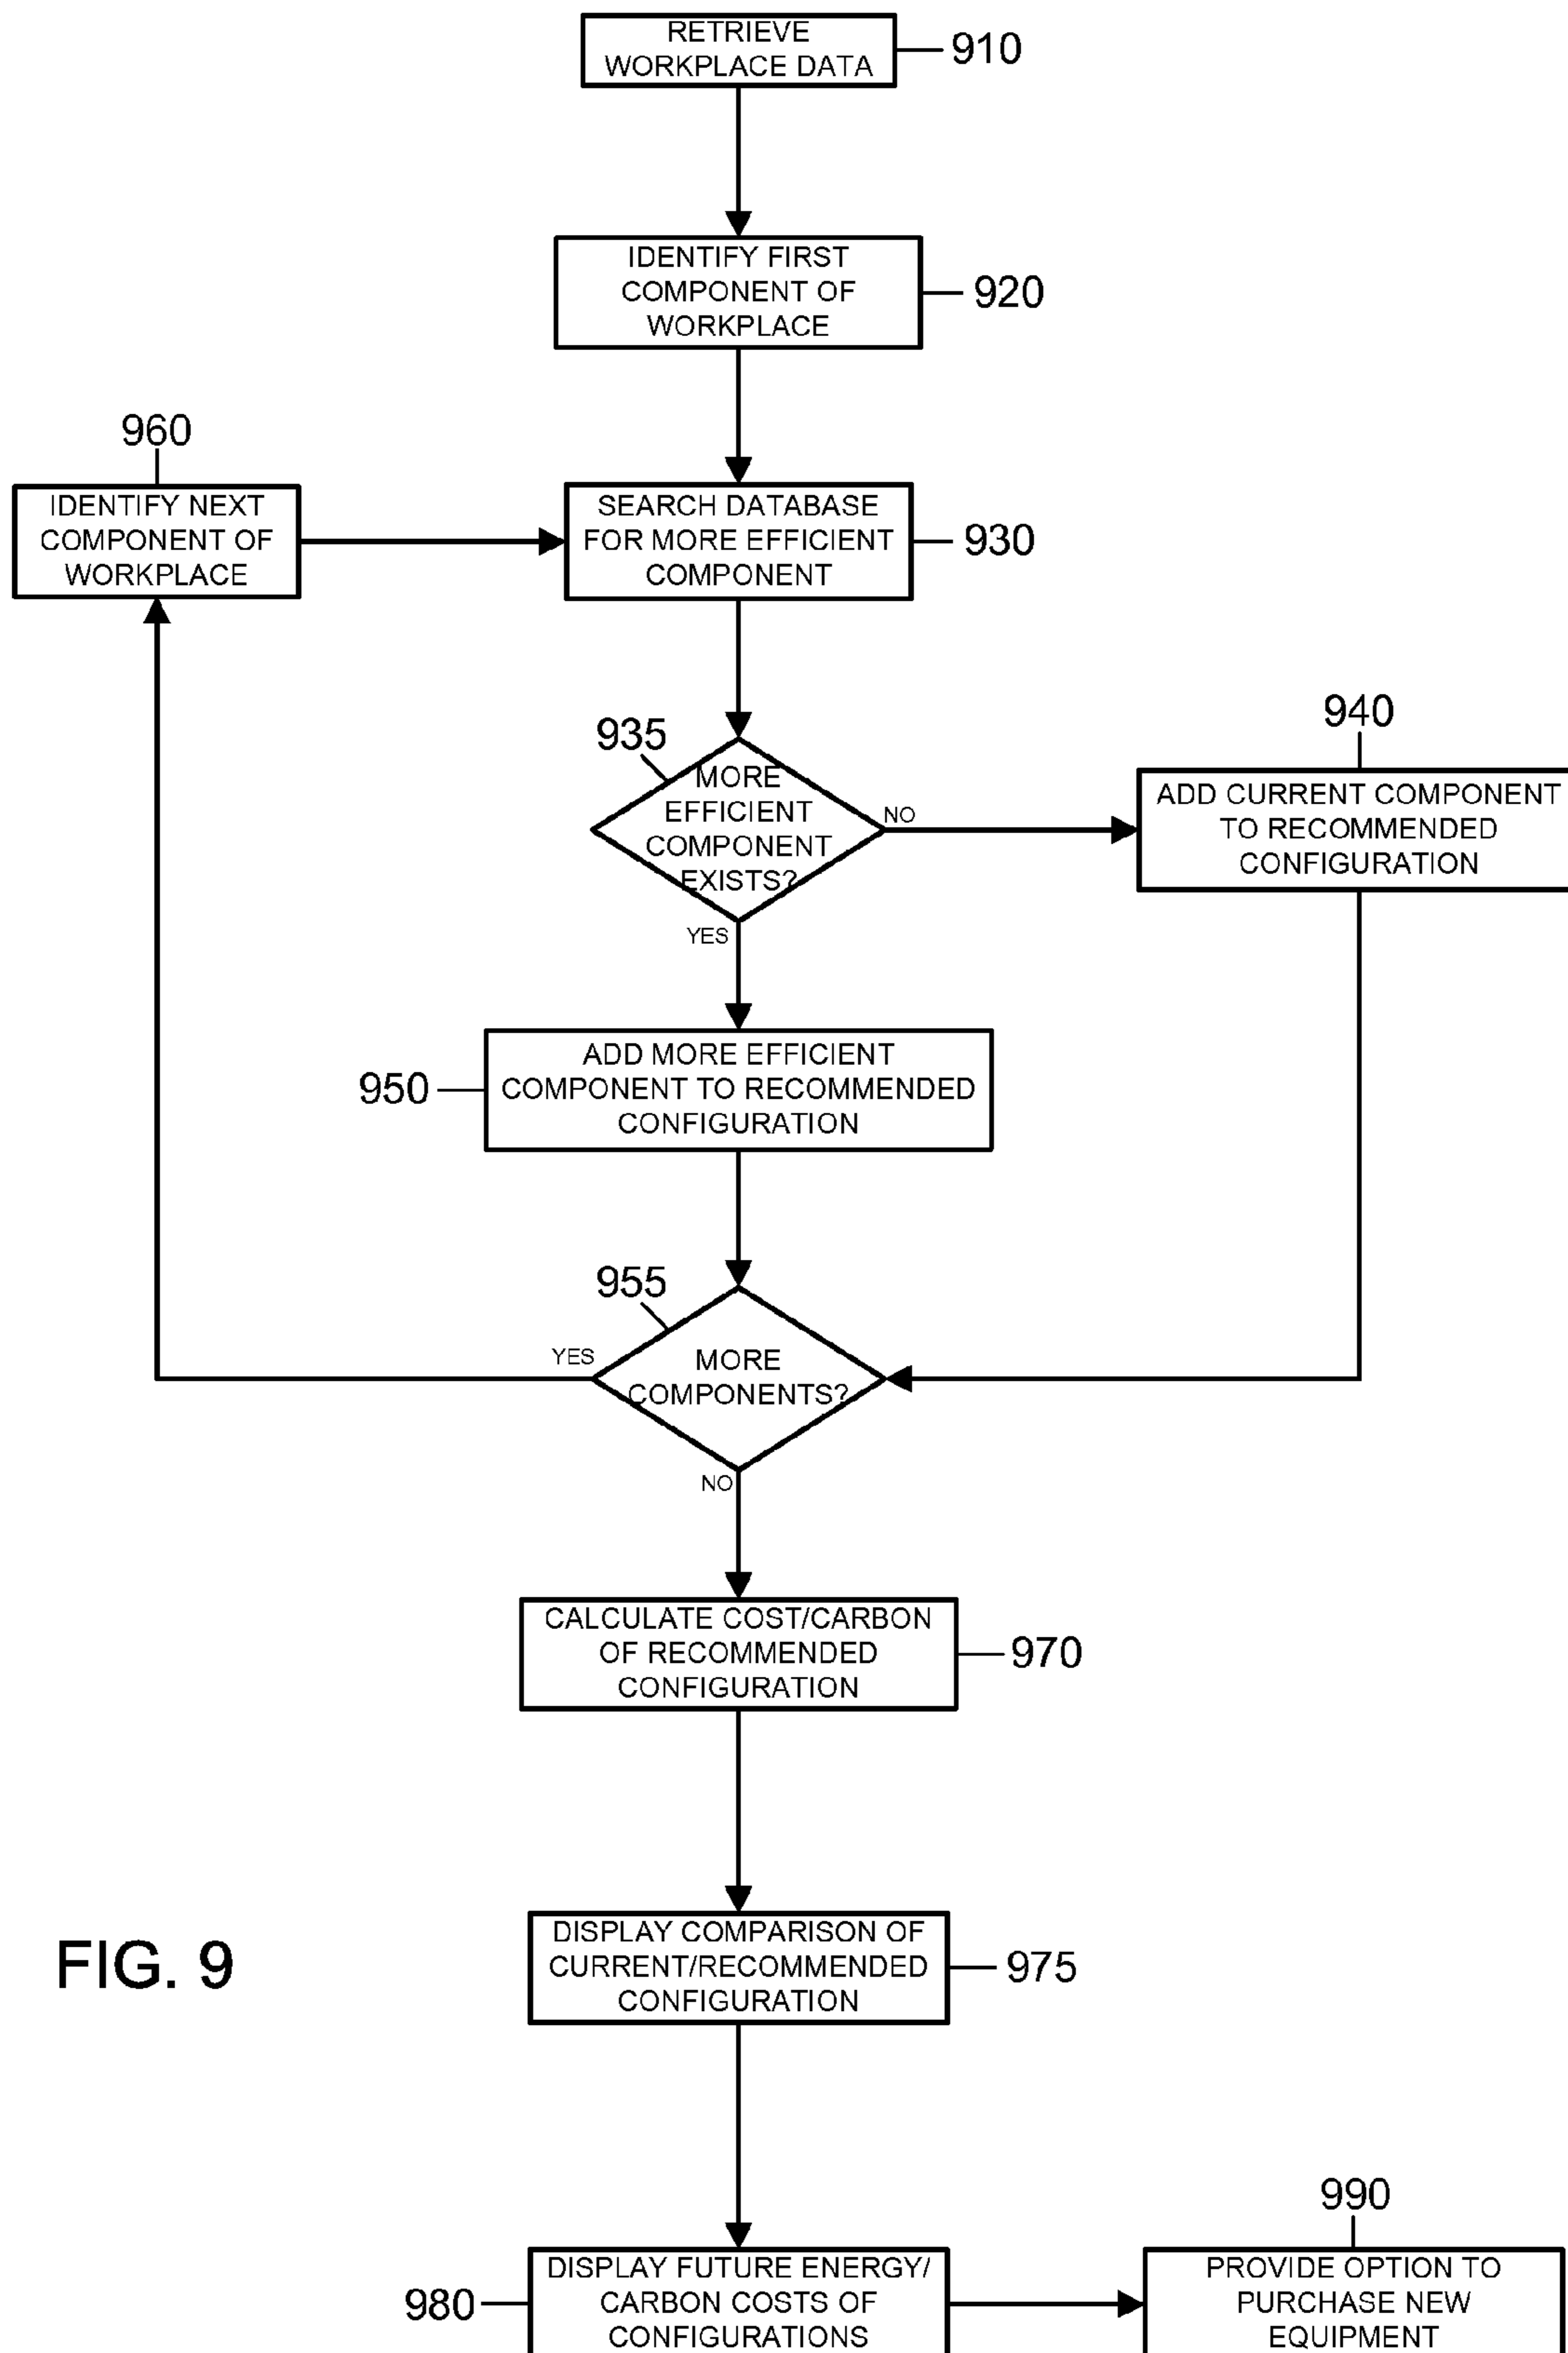 RETRIEVE
WORKPLACE DATA
910
IDENTIFY FIRST
COMPONENT OF
WORKPLACE
920
960
IDENTIFY NEXT
COMPONENT OF
WORKPLACE
SEARCH DATABASE
FOR MORE EFFICIENT
COMPONENT
930
935
MORE
EFFICIENT
COMPONENT
EXISTS?
NO
YES
940
ADD CURRENT COMPONENT
TO RECOMMENDED
CONFIGURATION
950
ADD MORE EFFICIENT
COMPONENT TO RECOMMENDED
CONFIGURATION
955
YES
MORE
COMPONENTS?
NO
CALCULATE COST/CARBON
OF RECOMMENDED
CONFIGURATION
970
FIG. 9
DISPLAY COMPARISON OF
CURRENT/RECOMMENDED
CONFIGURATION
975
980
DISPLAY FUTURE ENERGY/
CARBON COSTS OF
CONFIGURATIONS
990
PROVIDE OPTION TO
PURCHASE NEW
EQUIPMENT